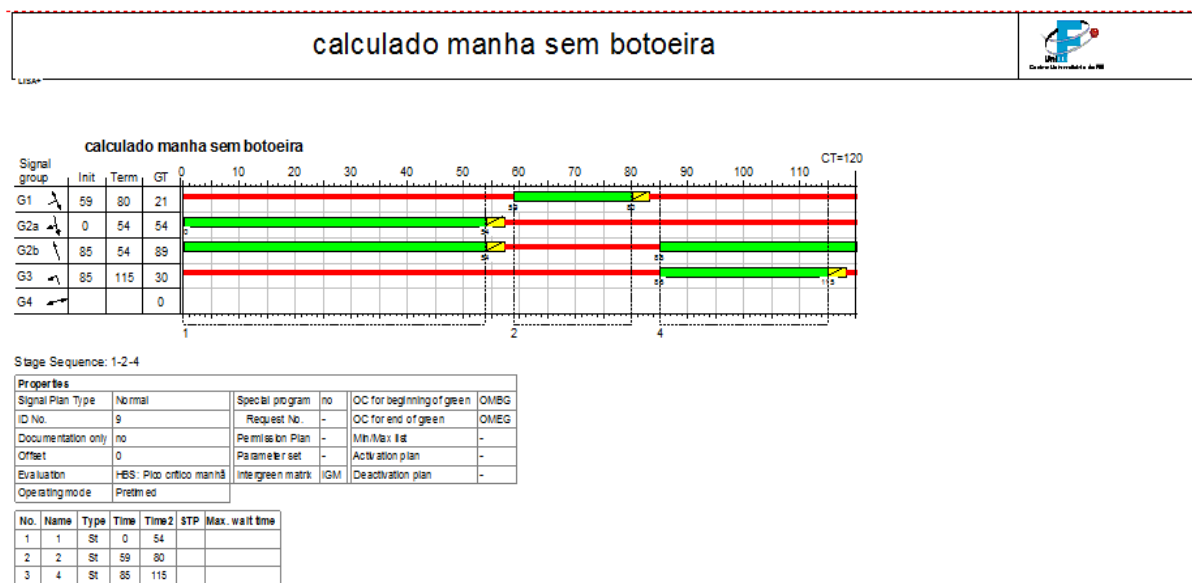 calculado manha sem botoeira
LISA+
calculado manha sem botoeira
Signal group Init Term GT 0 10 20 30 40 50 60 70 80 90 100 110 CT=120
G1 59 80 21
G2a 0 54 54
G2b 85 54 89
G3 85 115 30
G4 0
1 2 4
Stage Sequence: 1-2-4
Properties
Signal Plan Type Normal Special program no OC for beginning of green OMBG
ID No. 9 Request No. - OC for end of green OMEG
Documentation only no Permission Plan - Min/Max list -
Offset 0 Parameter set - Activation plan -
Evaluation HBS: Pico crítico manhã Intergreen matrix IGM Deactivation plan -
Operating mode Pretimed
No. Name Type Time Time2 STP Max. wait time
1 1 St 0 54
2 2 St 59 80
3 4 St 85 115